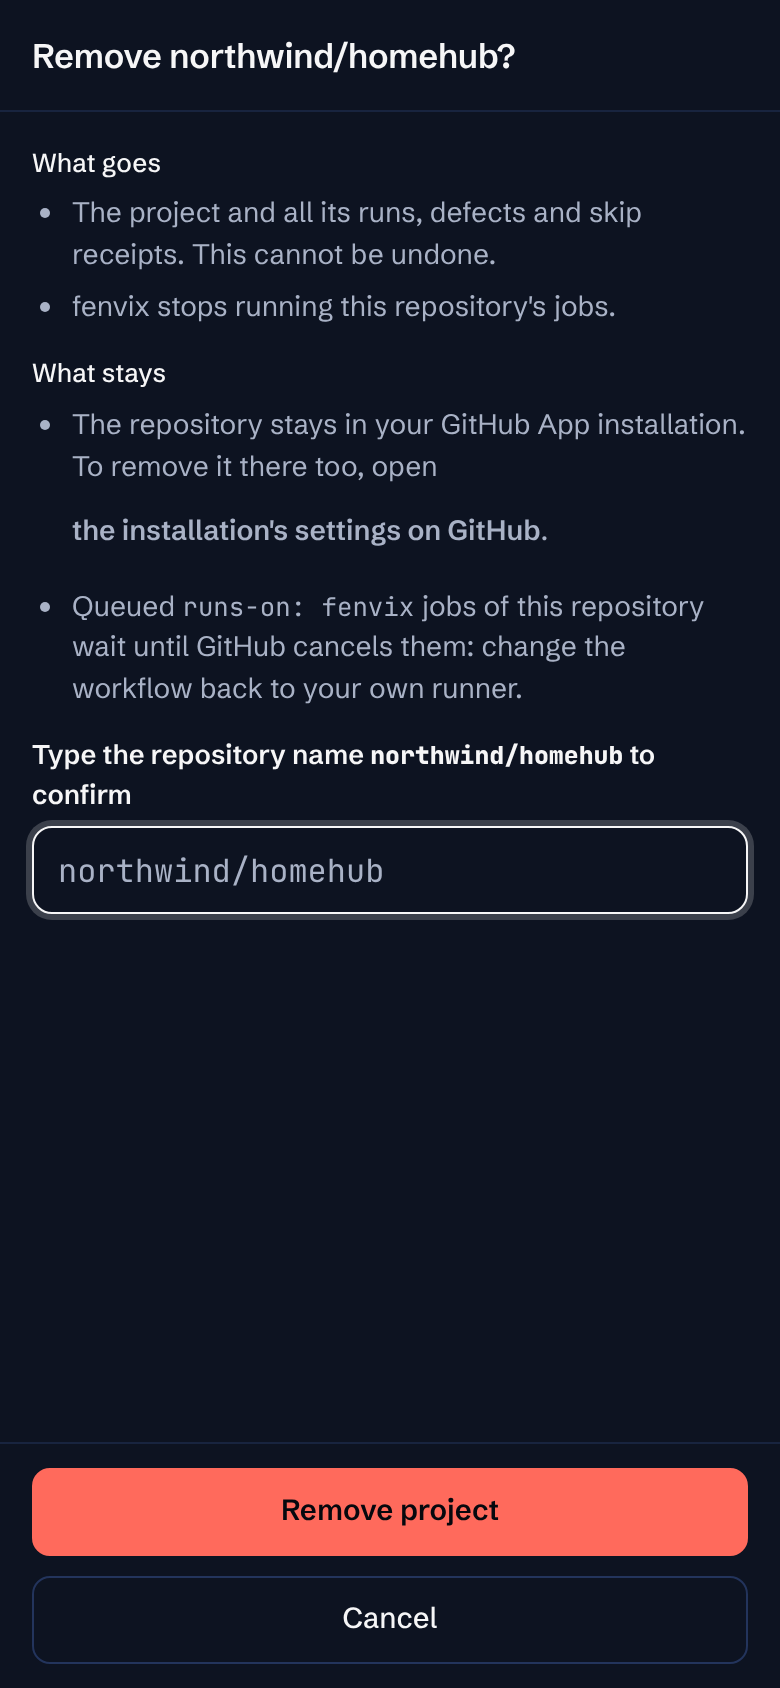 Remove northwind/homehub?
What goes
• The project and all its runs, defects and skip
receipts. This cannot be undone.
• fenvix stops running this repository's jobs.
What stays
• The repository stays in your GitHub App installation.
To remove it there too, open
the installation's settings on GitHub.
• Queued runs-on: fenvix jobs of this repository
wait until GitHub cancels them: change the
workflow back to your own runner.
Type the repository name northwind/homehub to
confirm
northwind/homehub
Remove project
Cancel